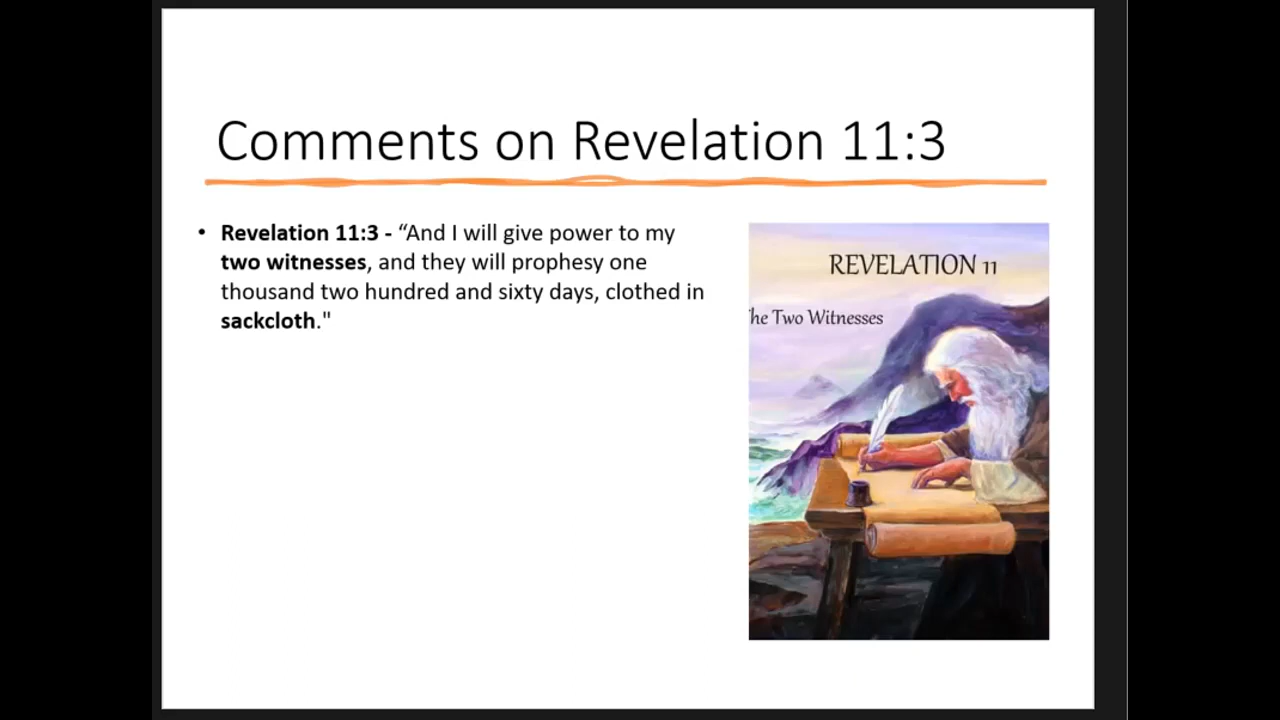 Comments on Revelation 11:3
• Revelation 11:3 - “And I will give power to my
two witnesses, and they will prophesy one
thousand two hundred and sixty days, clothed in
sackcloth."
REVELATION 11
he Two Witnesses